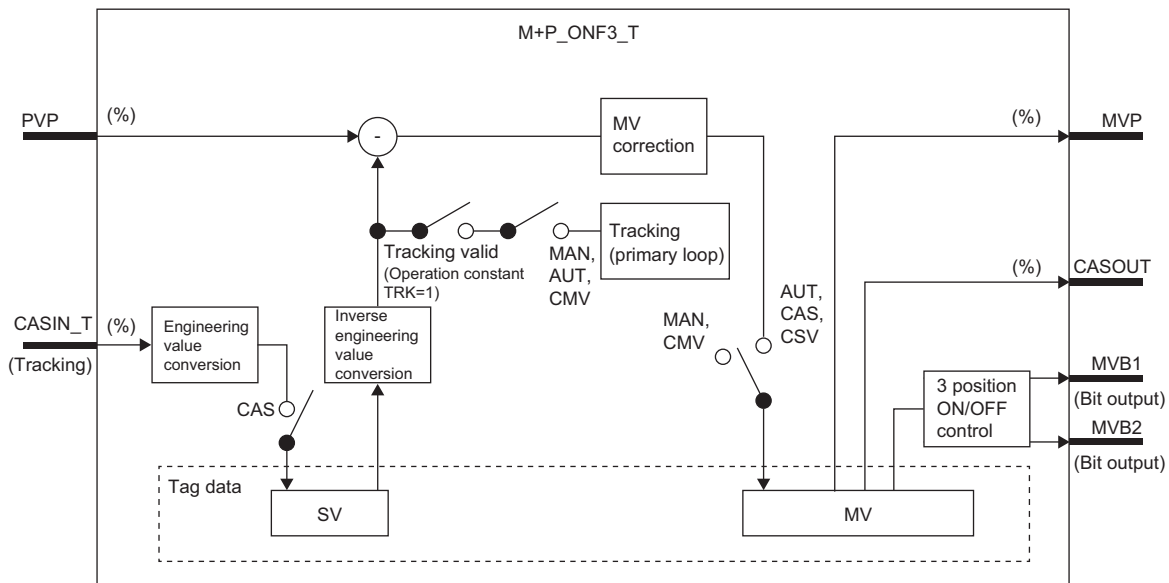 M+P_ONF3_T
PVP
(%)
-
MV
correction
(%)
MVP
Tracking valid
(Operation constant
TRK=1)
MAN,
AUT,
CMV
Tracking
(primary loop)
(%)
CASOUT
CASIN_T
(%)
(Tracking)
Engineering
value
conversion
CAS
Inverse
engineering
value
conversion
MAN,
CMV
AUT,
CAS,
CSV
3 position
ON/OFF
control
MVB1
(Bit output)
MVB2
(Bit output)
Tag data
SV
MV